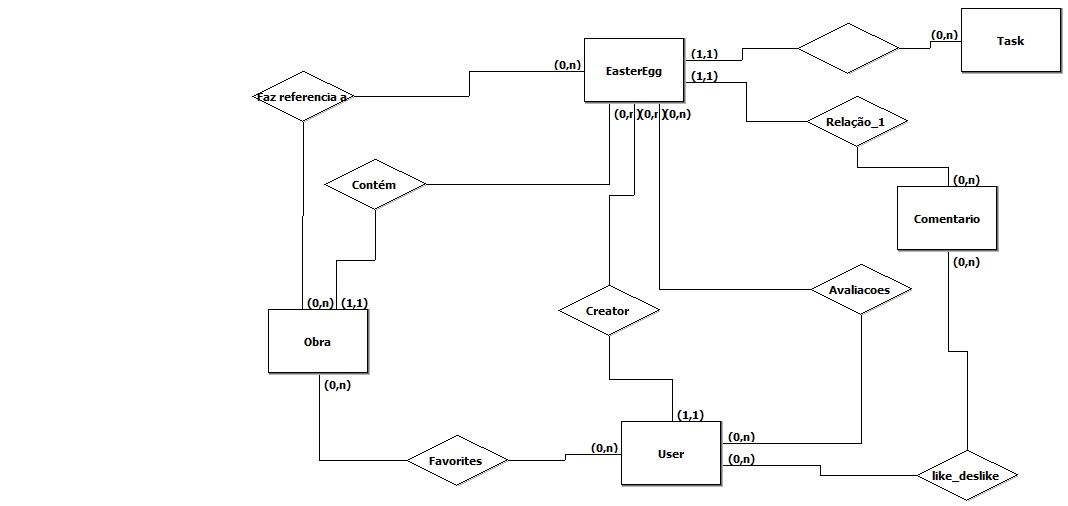 (0,n)
Task
(1,1)
EasterEgg
(0,n)
(1,1)
Faz referencia a
(0,n)(0,n)(0,n)
Relação_1
Contém
(0,n)
Comentario
(0,n)
Avaliacoes
(0,n)
(1,1)
Creator
Obra
(0,n)
(1,1)
(0,n)
(0,n)
User
(0,n)
Favorites
like_deslike